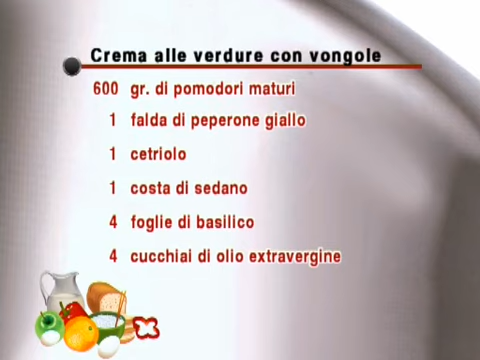 Crema alle verdure con vongole
600 gr. di pomodori maturi
1 falda di peperone giallo
1 cetriolo
1 costa di sedano
4 foglie di basilico
4 cucchiai di olio extravergine